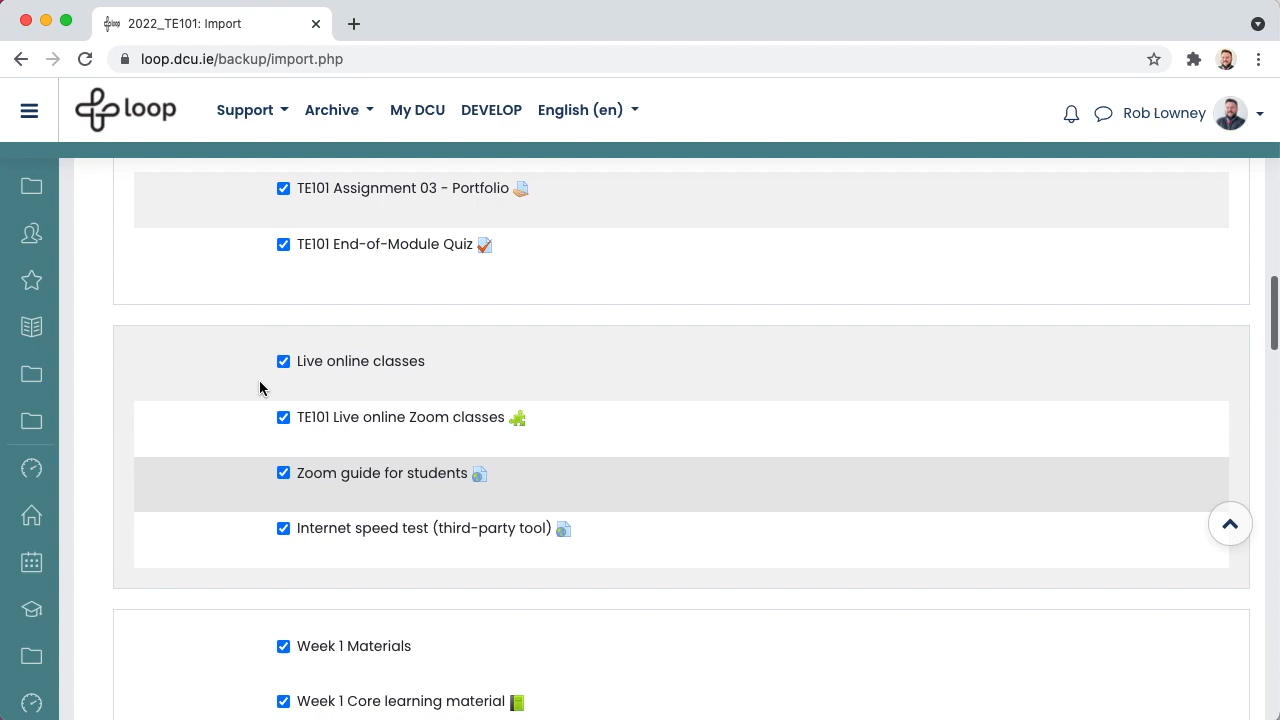 2022_TE101: Import
loop.dcu.ie/backup/import.php
loop
Support
Archive
My DCU
DEVELOP
English (en)
Rob Lowney
TE101 Assignment 03 - Portfolio
TE101 End-of-Module Quiz
Live online classes
TE101 Live online Zoom classes
Zoom guide for students
Internet speed test (third-party tool)
Week 1 Materials
Week 1 Core learning material